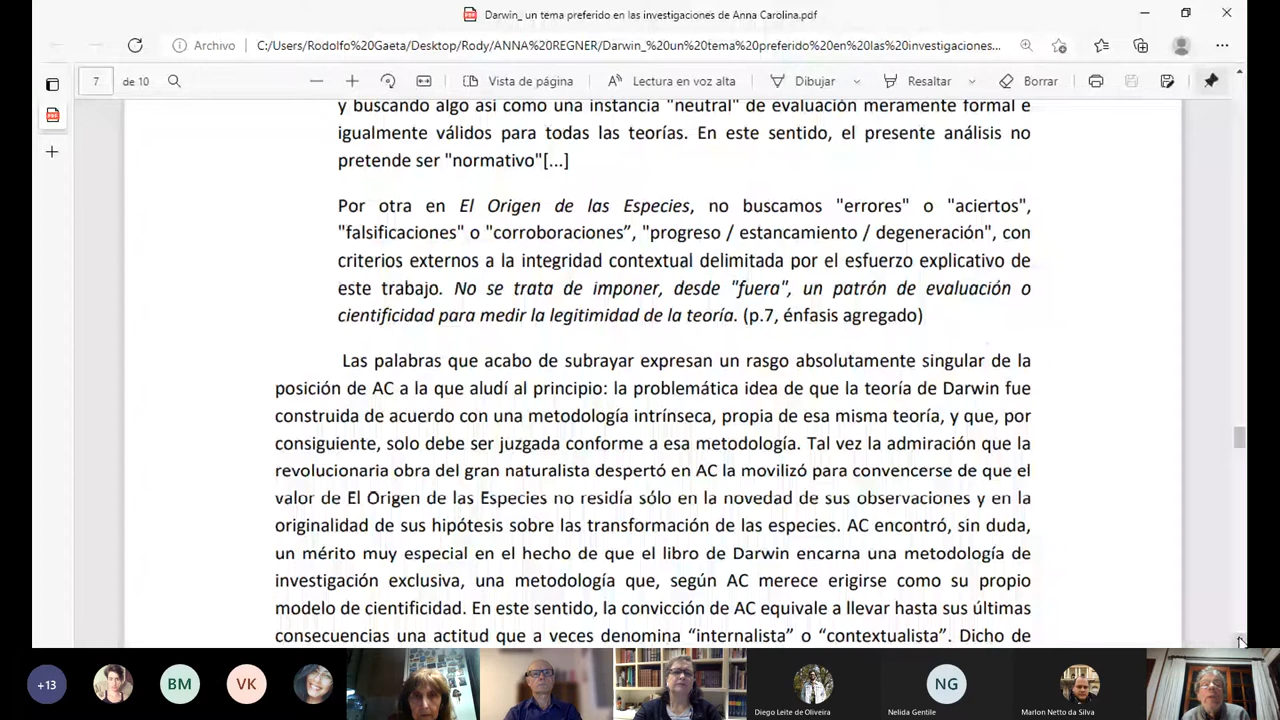 Darwin_ un tema preferido en las investigaciones de Anna Carolina.pdf
Archivo C:/Users/Rodolfo%20Gaeta/Desktop/Rody/ANNA%20REGNER/Darwin_%20un%20tema%20preferido%20en%20las%20investigaciones...
7 de 10 Vista de página Lectura en voz alta Dibujar Resaltar Borrar
y buscando algo así como una instancia "neutral" de evaluación meramente formal e
igualmente válidos para todas las teorías. En este sentido, el presente análisis no
pretende ser "normativo"[...]
Por otra en El Origen de las Especies, no buscamos "errores" o "aciertos",
"falsificaciones" o "corroboraciones”, "progreso / estancamiento / degeneración", con
criterios externos a la integridad contextual delimitada por el esfuerzo explicativo de
este trabajo. No se trata de imponer, desde "fuera", un patrón de evaluación o
cientificidad para medir la legitimidad de la teoría. (p.7, énfasis agregado)
Las palabras que acabo de subrayar expresan un rasgo absolutamente singular de la
posición de AC a la que aludí al principio: la problemática idea de que la teoría de Darwin fue
construida de acuerdo con una metodología intrínseca, propia de esa misma teoría, y que, por
consiguiente, solo debe ser juzgada conforme a esa metodología. Tal vez la admiración que la
revolucionaria obra del gran naturalista despertó en AC la movilizó para convencerse de que el
valor de El Origen de las Especies no residía sólo en la novedad de sus observaciones y en la
originalidad de sus hipótesis sobre las transformación de las especies. AC encontró, sin duda,
un mérito muy especial en el hecho de que el libro de Darwin encarna una metodología de
investigación exclusiva, una metodología que, según AC merece erigirse como su propio
modelo de cientificidad. En este sentido, la convicción de AC equivale a llevar hasta sus últimas
consecuencias una actitud que a veces denomina “internalista” o “contextualista”. Dicho de
+13 BM VK NG
Diego Leite de Oliveira Nelida Gentile Marlon Netto da Silva